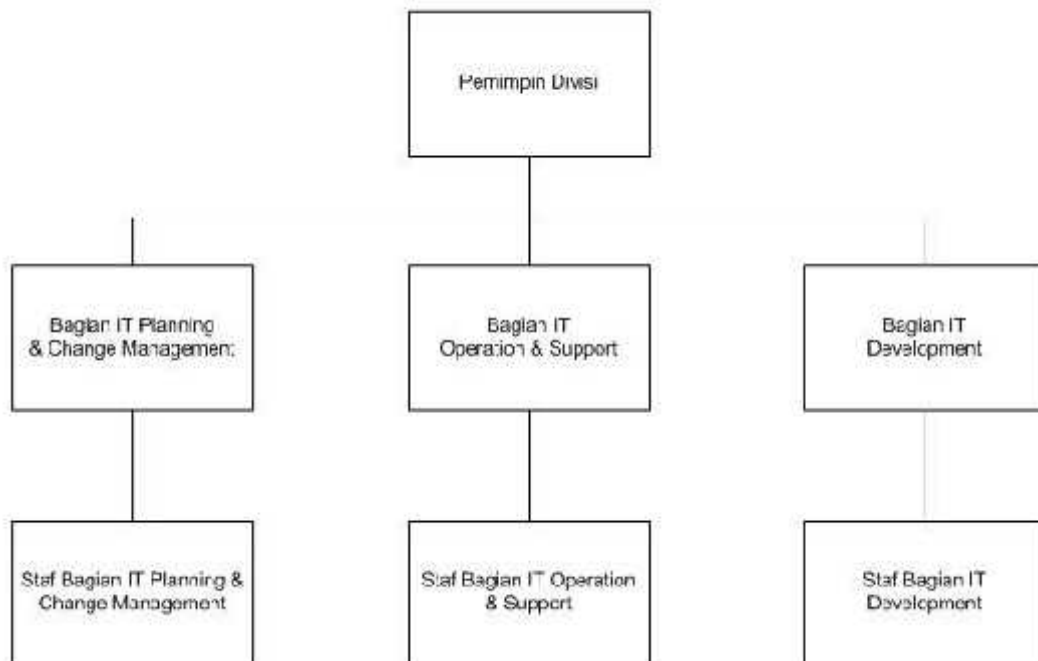 Pemimpin Divisi
Bagian IT Planning
& Change Management
Bagian IT
Operation & Support
Bagian IT
Development
Staf Bagian IT Planning &
Change Management
Staf Bagian IT Operation
& Support
Staf Bagian IT
Development